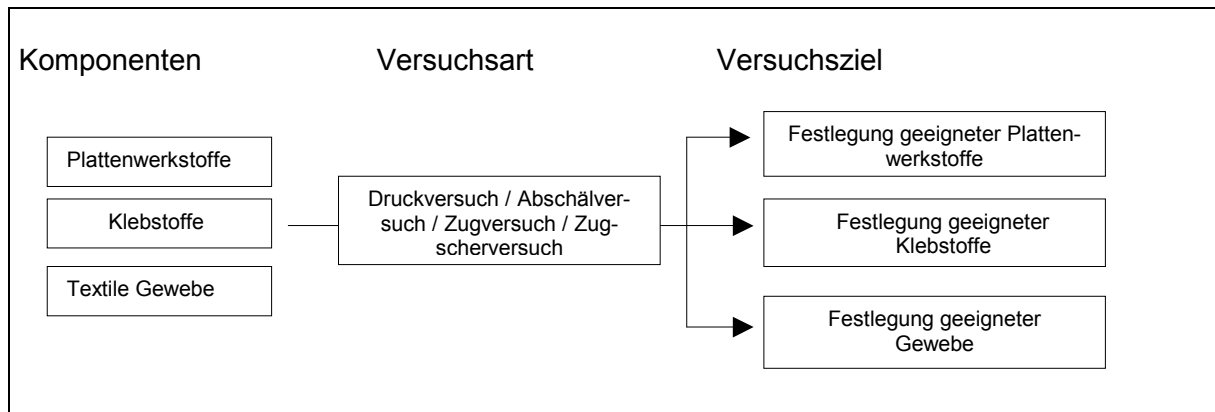 Komponenten
Versuchsart
Versuchsziel
Plattenwerkstoffe
Klebstoffe
Textile Gewebe
Druckversuch / Abschälver-
such / Zugversuch / Zug-
scherversuch
Festlegung geeigneter Platten-
werkstoffe
Festlegung geeigneter
Klebstoffe
Festlegung geeigneter
Gewebe